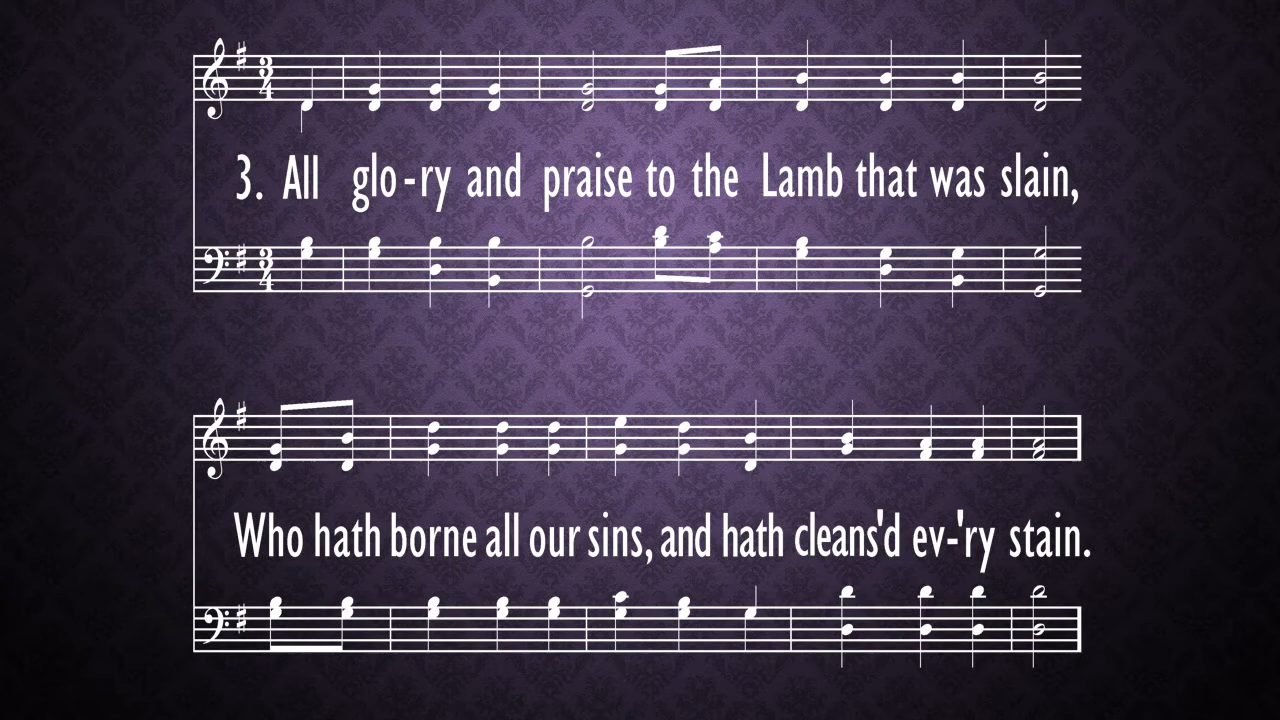 3. All glo-ry and praise to the Lamb that was slain,
Who hath borne all our sins, and hath cleans'd ev-'ry stain.